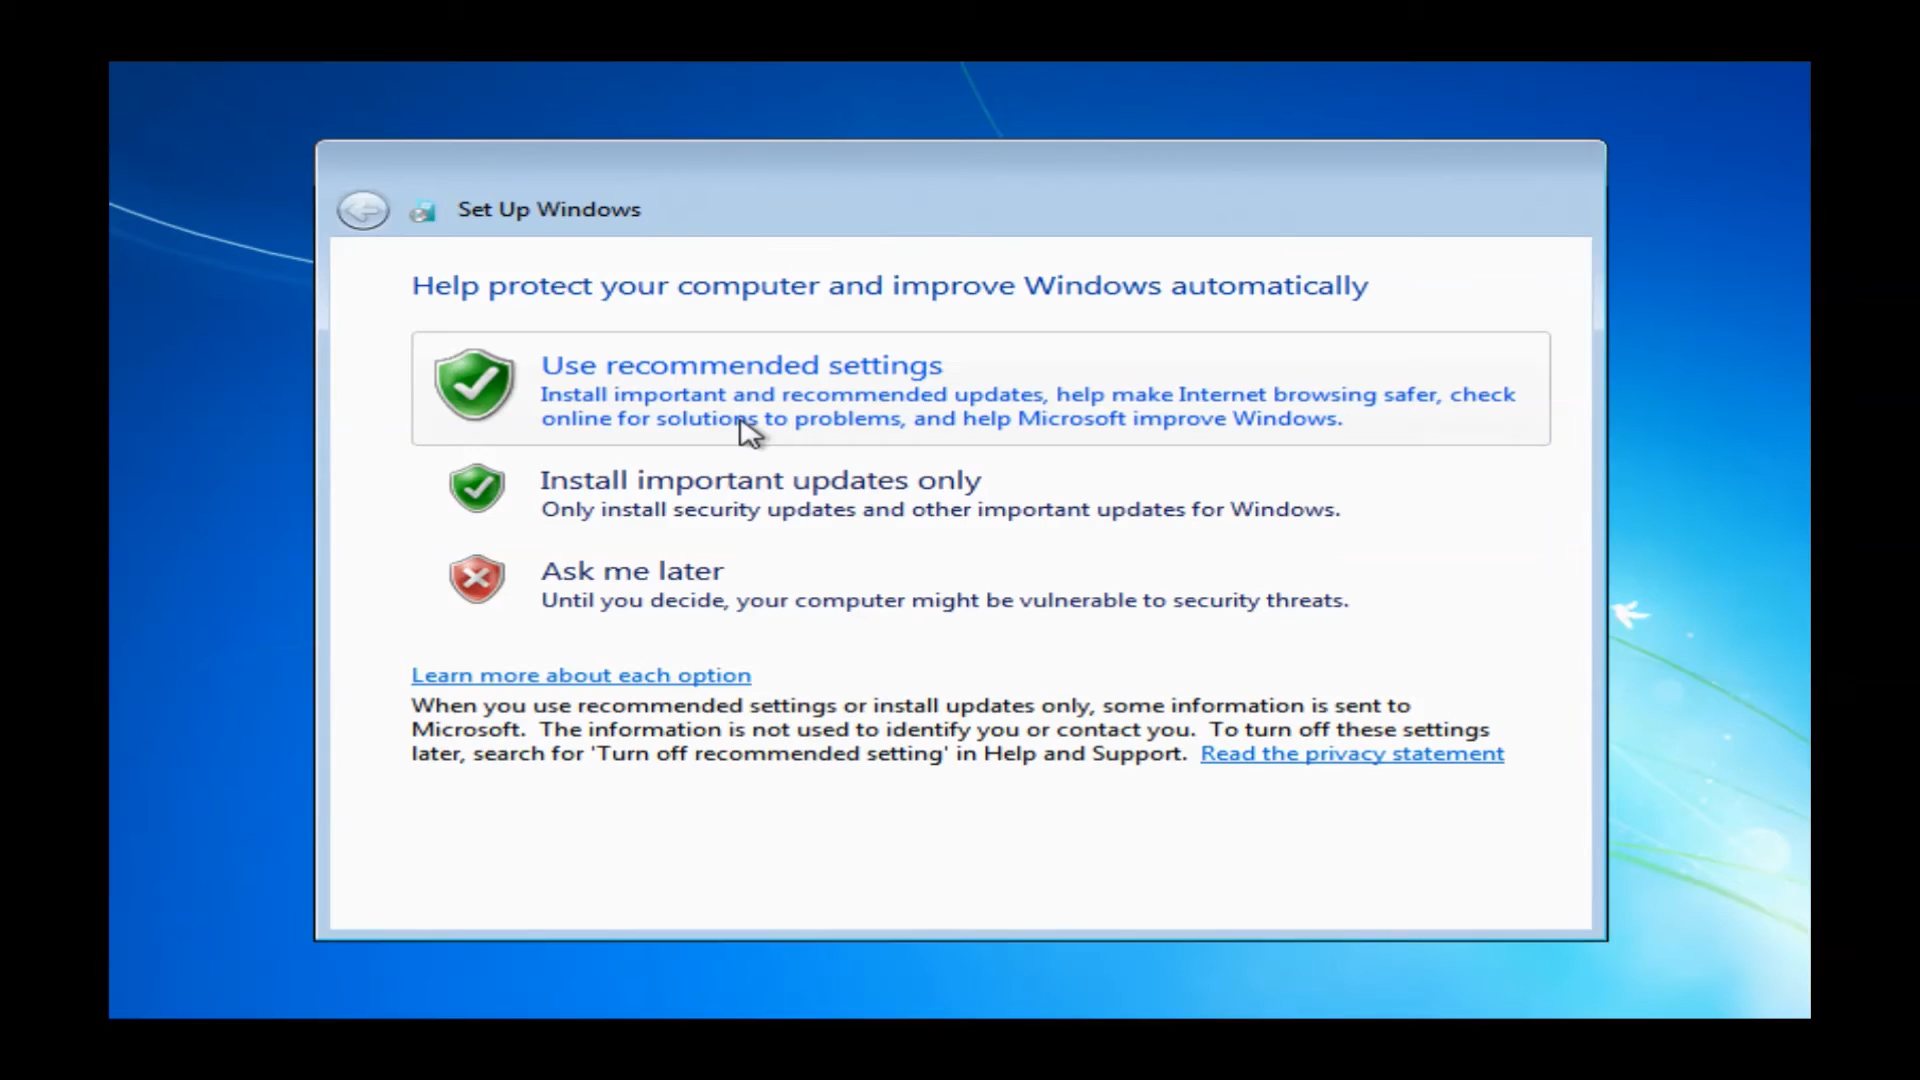 Set Up Windows
Help protect your computer and improve Windows automatically
Use recommended settings
Install important and recommended updates, help make Internet browsing safer, check
online for solutions to problems, and help Microsoft improve Windows.
Install important updates only
Only install security updates and other important updates for Windows.
Ask me later
Until you decide, your computer might be vulnerable to security threats.
Learn more about each option
When you use recommended settings or install updates only, some information is sent to
Microsoft. The information is not used to identify you or contact you. To turn off these settings
later, search for 'Turn off recommended setting' in Help and Support. Read the privacy statement